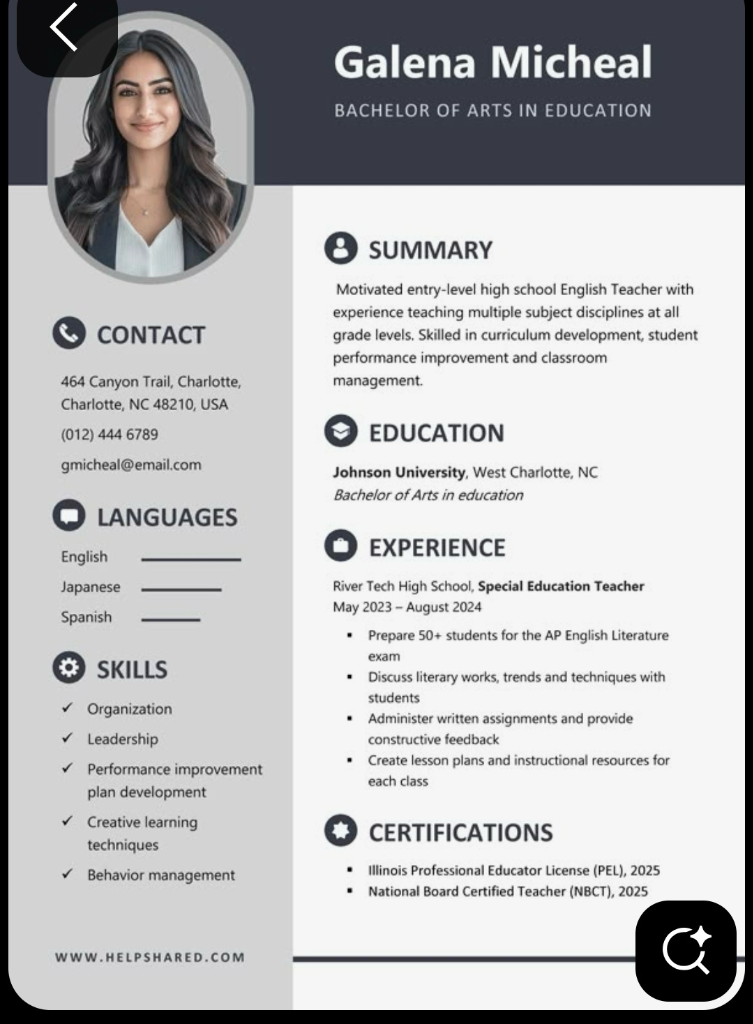 Galena Micheal
BACHELOR OF ARTS IN EDUCATION
CONTACT
464 Canyon Trail, Charlotte,
Charlotte, NC 48210, USA
(012) 444 6789
gmicheal@email.com
LANGUAGES
English
Japanese
Spanish
SKILLS
✓ Organization
✓ Leadership
✓ Performance improvement
plan development
✓ Creative learning
techniques
✓ Behavior management
WWW.HELPSHARED.COM
SUMMARY
Motivated entry-level high school English Teacher with
experience teaching multiple subject disciplines at all
grade levels. Skilled in curriculum development, student
performance improvement and classroom
management.
EDUCATION
Johnson University, West Charlotte, NC
Bachelor of Arts in education
EXPERIENCE
River Tech High School, Special Education Teacher
May 2023 – August 2024
▪ Prepare 50+ students for the AP English Literature
exam
▪ Discuss literary works, trends and techniques with
students
▪ Administer written assignments and provide
constructive feedback
▪ Create lesson plans and instructional resources for
each class
CERTIFICATIONS
▪ Illinois Professional Educator License (PEL), 2025
▪ National Board Certified Teacher (NBCT), 2025